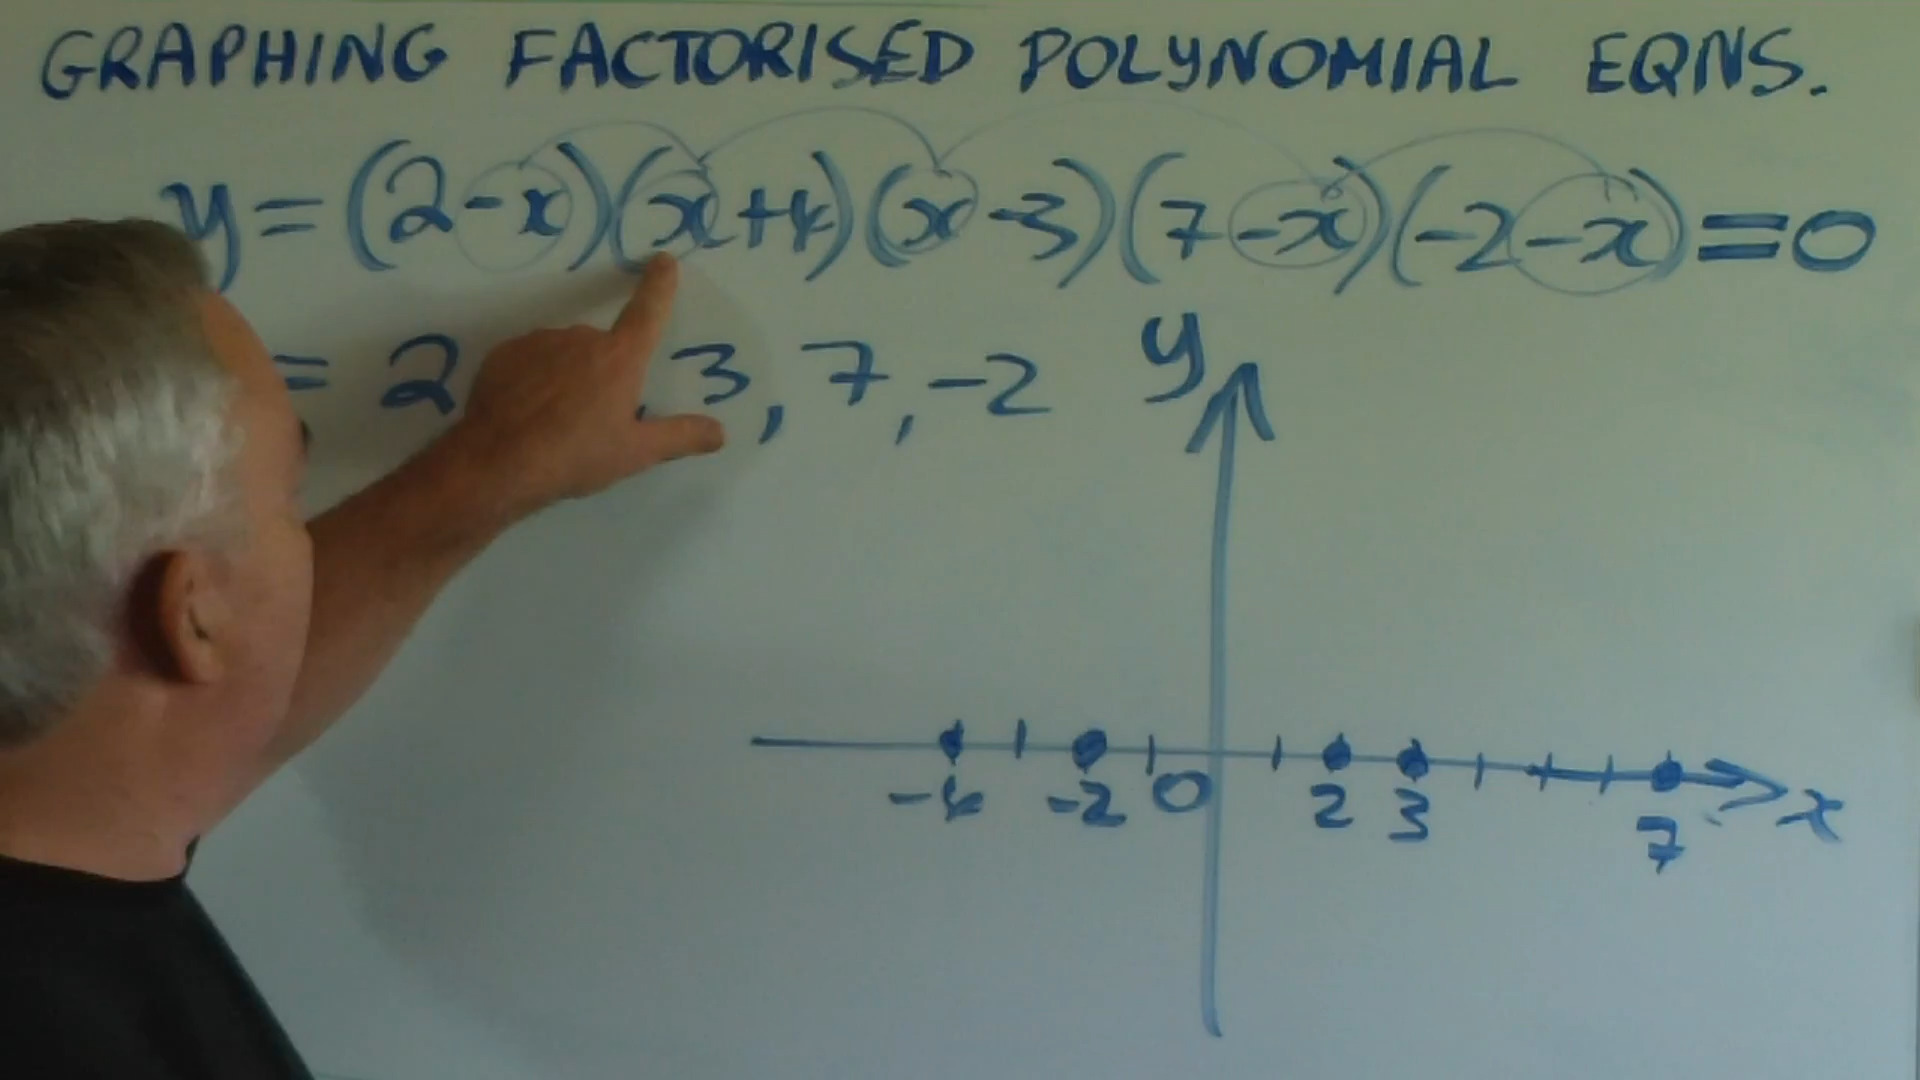 GRAPHING FACTORISED POLYNOMIAL EQNS.
y = (2-x)(x+4)(x-3)(7-x)(-2-x) = 0
= 2 , 3, 7, -2
y
-4 -2 0 2 3 7 x